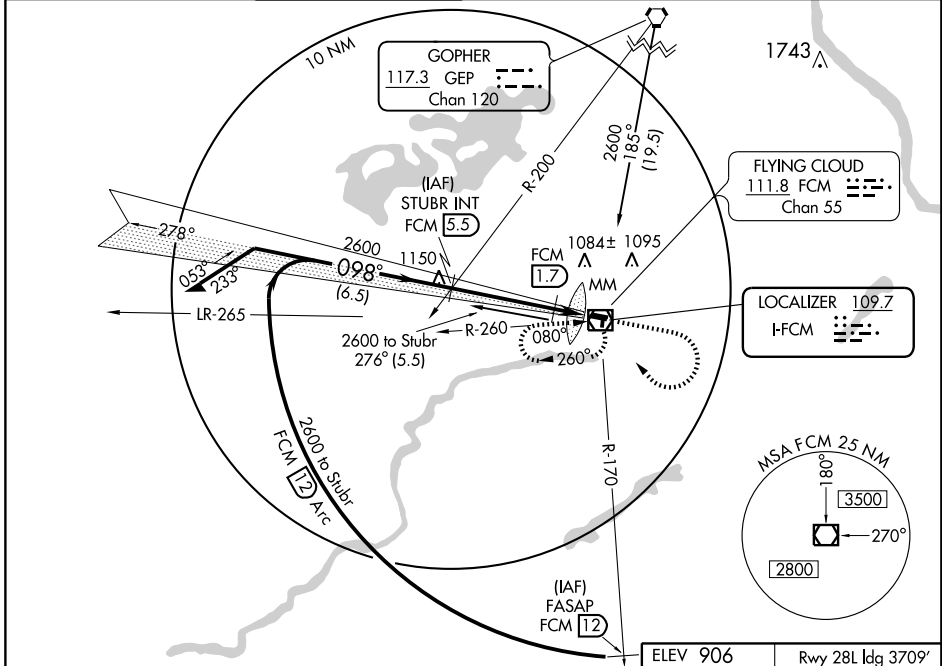 10 NM
GOPHER
117.3 GEP
Chan 120
1743
R-200
2600
185°
(19.5)
FLYING CLOUD
111.8 FCM
Chan 55
(IAF)
STUBR INT
FCM 5.5
278°
2600
098°
(6.5)
1150
053°
233°
FCM
1.7
1084± 1095
MM
LOCALIZER 109.7
I-FCM
LR-265
R-260
080°
260°
2600 to Stubr
276° (5.5)
2600 to Stubr
FCM 12 Arc
R-170
MSA FCM 25 NM
180°
3500
270°
2800
(IAF)
FASAP
FCM 12
ELEV 906
Rwy 28L ldg 3709'